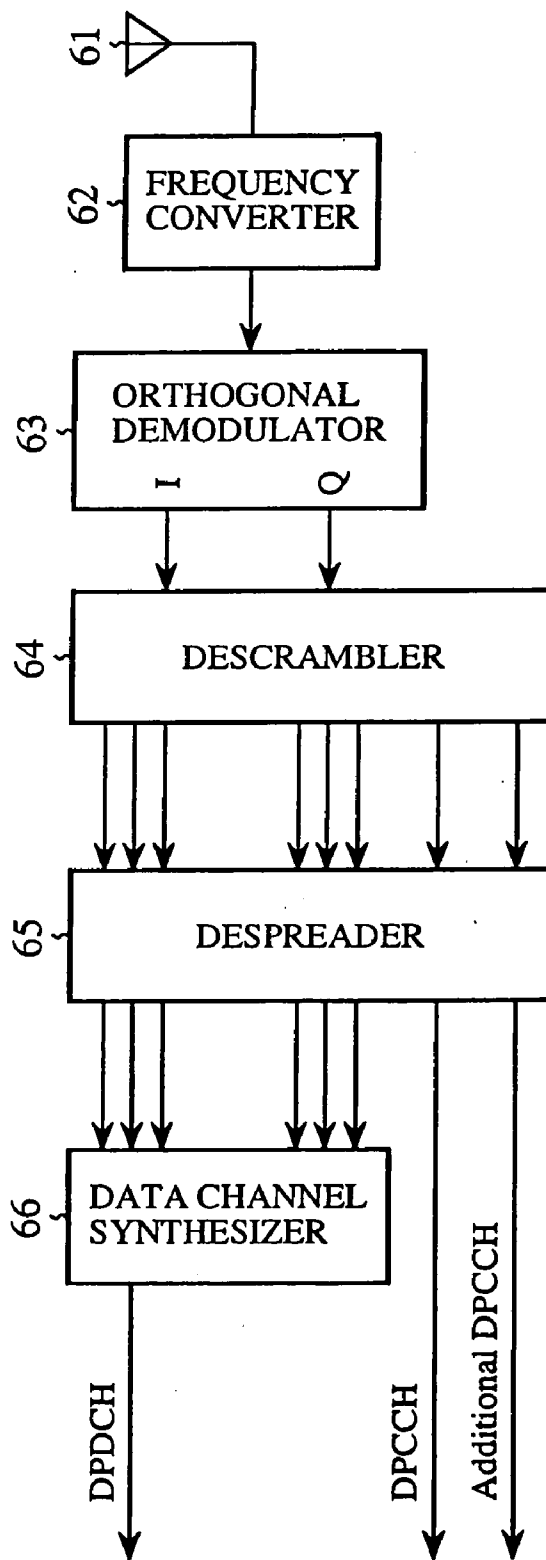 61
62
FREQUENCY
CONVERTER
63
ORTHOGONAL
DEMODULATOR
I
Q
64
DESCRAMBLER
65
DESPREADER
66
DATA CHANNEL
SYNTHESIZER
DPDCH
DPCCH
Additional DPCCH